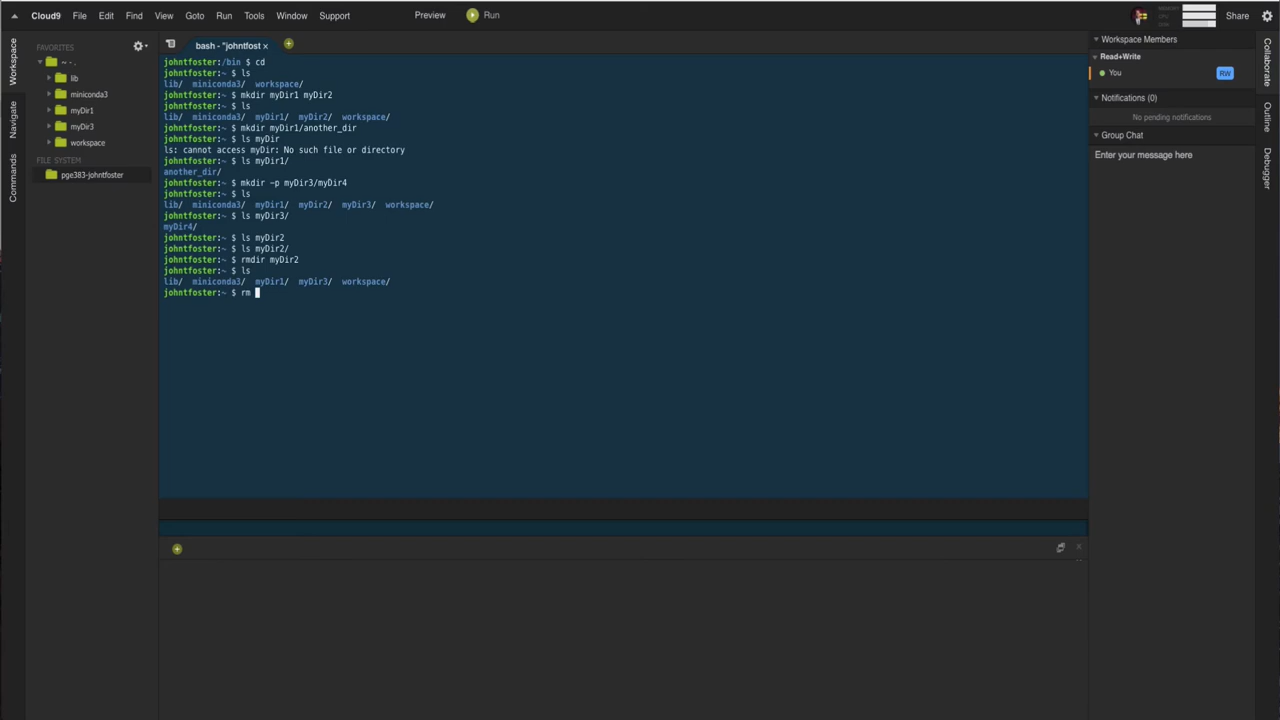 Cloud9 File Edit Find View Goto Run Tools Window Support Preview Run Share
Workspace
Navigate
Commands
FAVORITES
~ - .
lib
miniconda3
myDir1
myDir3
workspace
FILE SYSTEM
pge383-johntfoster
bash - "johntfost ×
johntfoster:/bin $ cd
johntfoster:~ $ ls
lib/ miniconda3/ workspace/
johntfoster:~ $ mkdir myDir1 myDir2
johntfoster:~ $ ls
lib/ miniconda3/ myDir1/ myDir2/ workspace/
johntfoster:~ $ mkdir myDir1/another_dir
johntfoster:~ $ ls myDir
ls: cannot access myDir: No such file or directory
johntfoster:~ $ ls myDir1/
another_dir/
johntfoster:~ $ mkdir -p myDir3/myDir4
johntfoster:~ $ ls
lib/ miniconda3/ myDir1/ myDir2/ myDir3/ workspace/
johntfoster:~ $ ls myDir3/
myDir4/
johntfoster:~ $ ls myDir2
johntfoster:~ $ ls myDir2/
johntfoster:~ $ rmdir myDir2
johntfoster:~ $ ls
lib/ miniconda3/ myDir1/ myDir3/ workspace/
johntfoster:~ $ rm
Workspace Members
Read+Write
You RW
Notifications (0)
No pending notifications
Group Chat
Enter your message here
Collaborate
Outline
Debugger